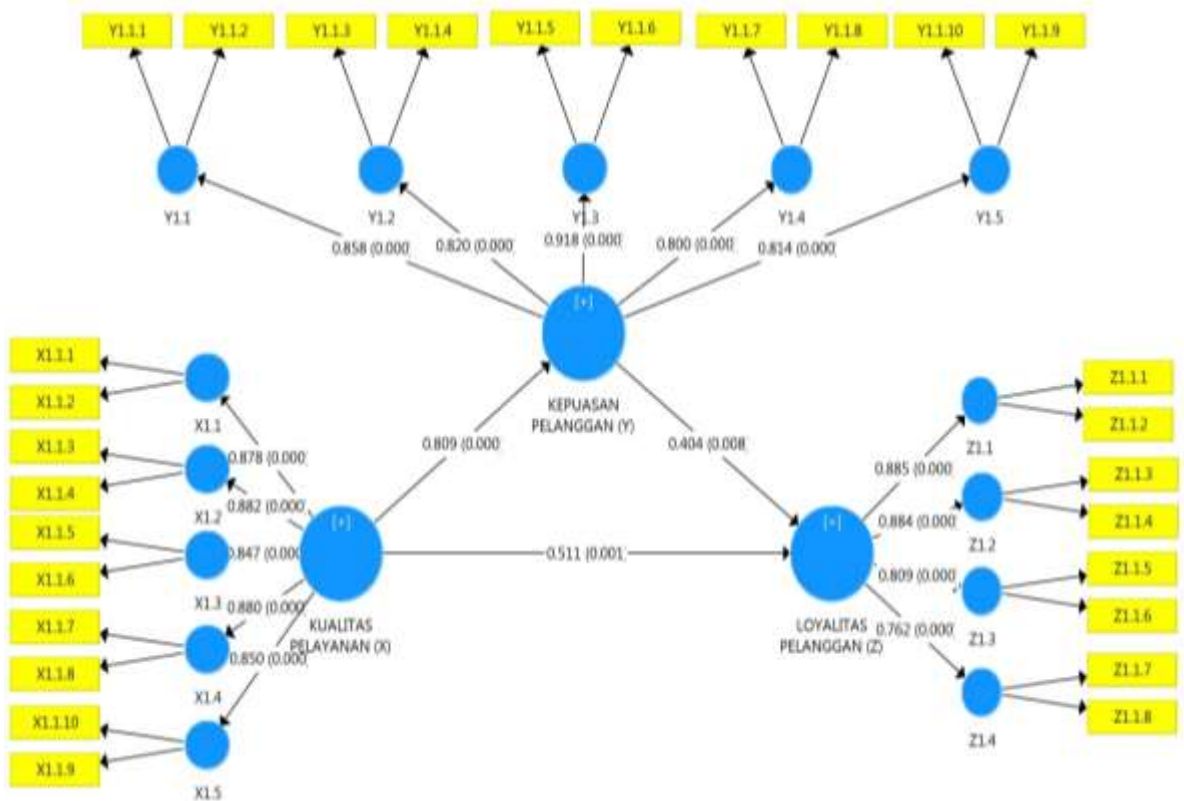 Y1.1.1 Y1.1.2 Y1.1.3 Y1.1.4 Y1.1.5 Y1.1.6 Y1.1.7 Y1.1.8 Y1.1.10 Y1.1.9
Y1.1 Y1.2 Y1.3 Y1.4 Y1.5
0.858 (0.000) 0.820 (0.000) 0.918 (0.000) 0.800 (0.000) 0.814 (0.000)
[+]
KEPUASAN
PELANGGAN (Y)
X1.1.1
X1.1.2
X1.1
X1.1.3
X1.1.4
X1.2
X1.1.5
X1.1.6
X1.3
X1.1.7
X1.1.8
X1.4
X1.1.10
X1.1.9
X1.5
0.878 (0.000)
0.882 (0.000)
0.847 (0.000
0.880 (0.000)
0.850 (0.000)
[+]
KUALITAS
PELAYANAN (X)
0.809 (0.000)
0.404 (0.008)
0.511 (0.001)
[+]
LOYALITAS
PELANGGAN (Z)
0.885 (0.000)
0.884 (0.000)
0.809 (0.000)
0.762 (0.000)
Z1.1
Z1.1.1
Z1.1.2
Z1.2
Z1.1.3
Z1.1.4
Z1.3
Z1.1.5
Z1.1.6
Z1.4
Z1.1.7
Z1.1.8